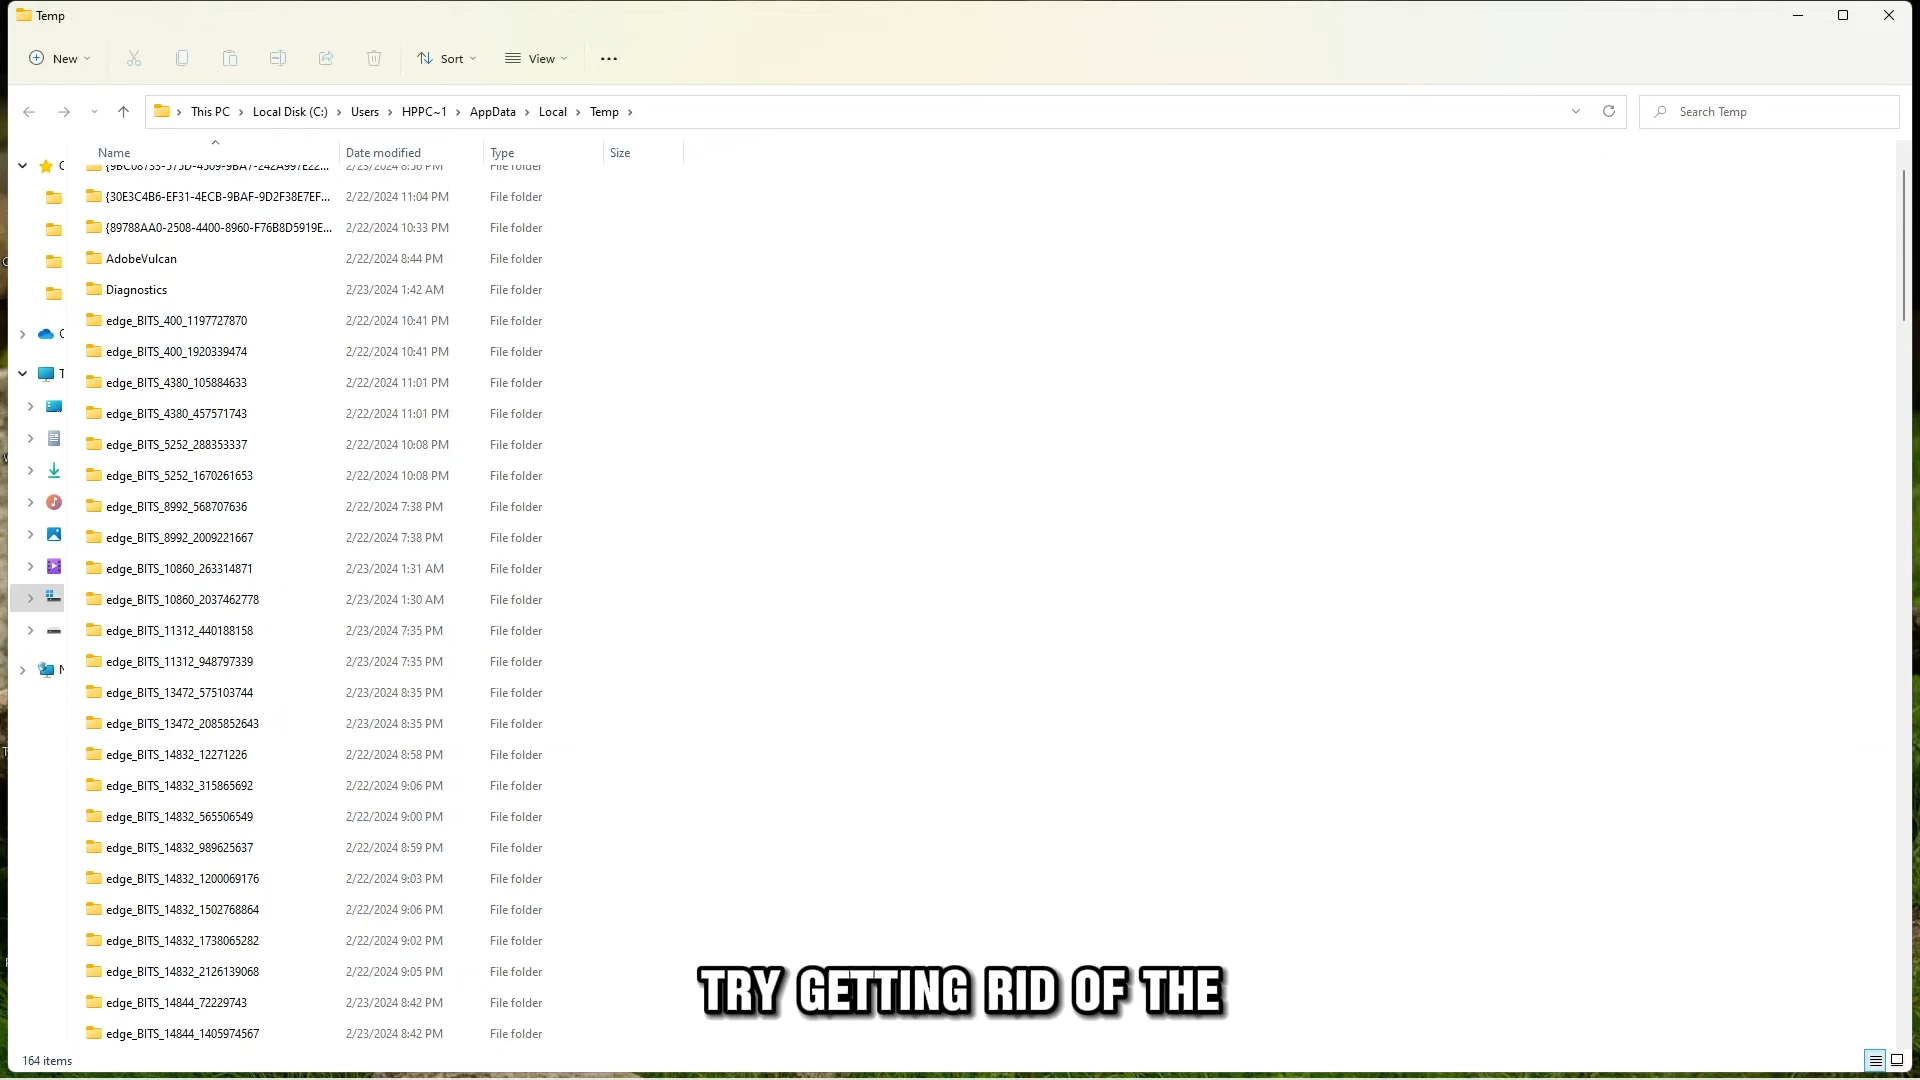 Temp
New Sort View
This PC Local Disk (C:) Users HPPC~1 AppData Local Temp Search Temp
Name Date modified Type Size
{9BC08733-575D-4509-9BA7-242A997E22... 2/23/2024 8:56 PM File folder
{30E3C4B6-EF31-4ECB-9BAF-9D2F38E7EF... 2/22/2024 11:04 PM File folder
{89788AA0-2508-4400-8960-F76B8D5919E... 2/22/2024 10:33 PM File folder
AdobeVulcan 2/22/2024 8:44 PM File folder
Diagnostics 2/23/2024 1:42 AM File folder
edge_BITS_400_1197727870 2/22/2024 10:41 PM File folder
edge_BITS_400_1920339474 2/22/2024 10:41 PM File folder
edge_BITS_4380_105884633 2/22/2024 11:01 PM File folder
edge_BITS_4380_457571743 2/22/2024 11:01 PM File folder
edge_BITS_5252_288353337 2/22/2024 10:08 PM File folder
edge_BITS_5252_1670261653 2/22/2024 10:08 PM File folder
edge_BITS_8992_568707636 2/22/2024 7:38 PM File folder
edge_BITS_8992_2009221667 2/22/2024 7:38 PM File folder
edge_BITS_10860_263314871 2/23/2024 1:31 AM File folder
edge_BITS_10860_2037462778 2/23/2024 1:30 AM File folder
edge_BITS_11312_440188158 2/23/2024 7:35 PM File folder
edge_BITS_11312_948797339 2/23/2024 7:35 PM File folder
edge_BITS_13472_575103744 2/23/2024 8:35 PM File folder
edge_BITS_13472_2085852643 2/23/2024 8:35 PM File folder
edge_BITS_14832_12271226 2/22/2024 8:58 PM File folder
edge_BITS_14832_315865692 2/22/2024 9:06 PM File folder
edge_BITS_14832_565506549 2/22/2024 9:00 PM File folder
edge_BITS_14832_989625637 2/22/2024 8:59 PM File folder
edge_BITS_14832_1200069176 2/22/2024 9:03 PM File folder
edge_BITS_14832_1502768864 2/22/2024 9:06 PM File folder
edge_BITS_14832_1738065282 2/22/2024 9:02 PM File folder
edge_BITS_14832_2126139068 2/22/2024 9:05 PM File folder
edge_BITS_14844_72229743 2/23/2024 8:42 PM File folder
edge_BITS_14844_1405974567 2/23/2024 8:42 PM File folder
TRY GETTING RID OF THE
164 items